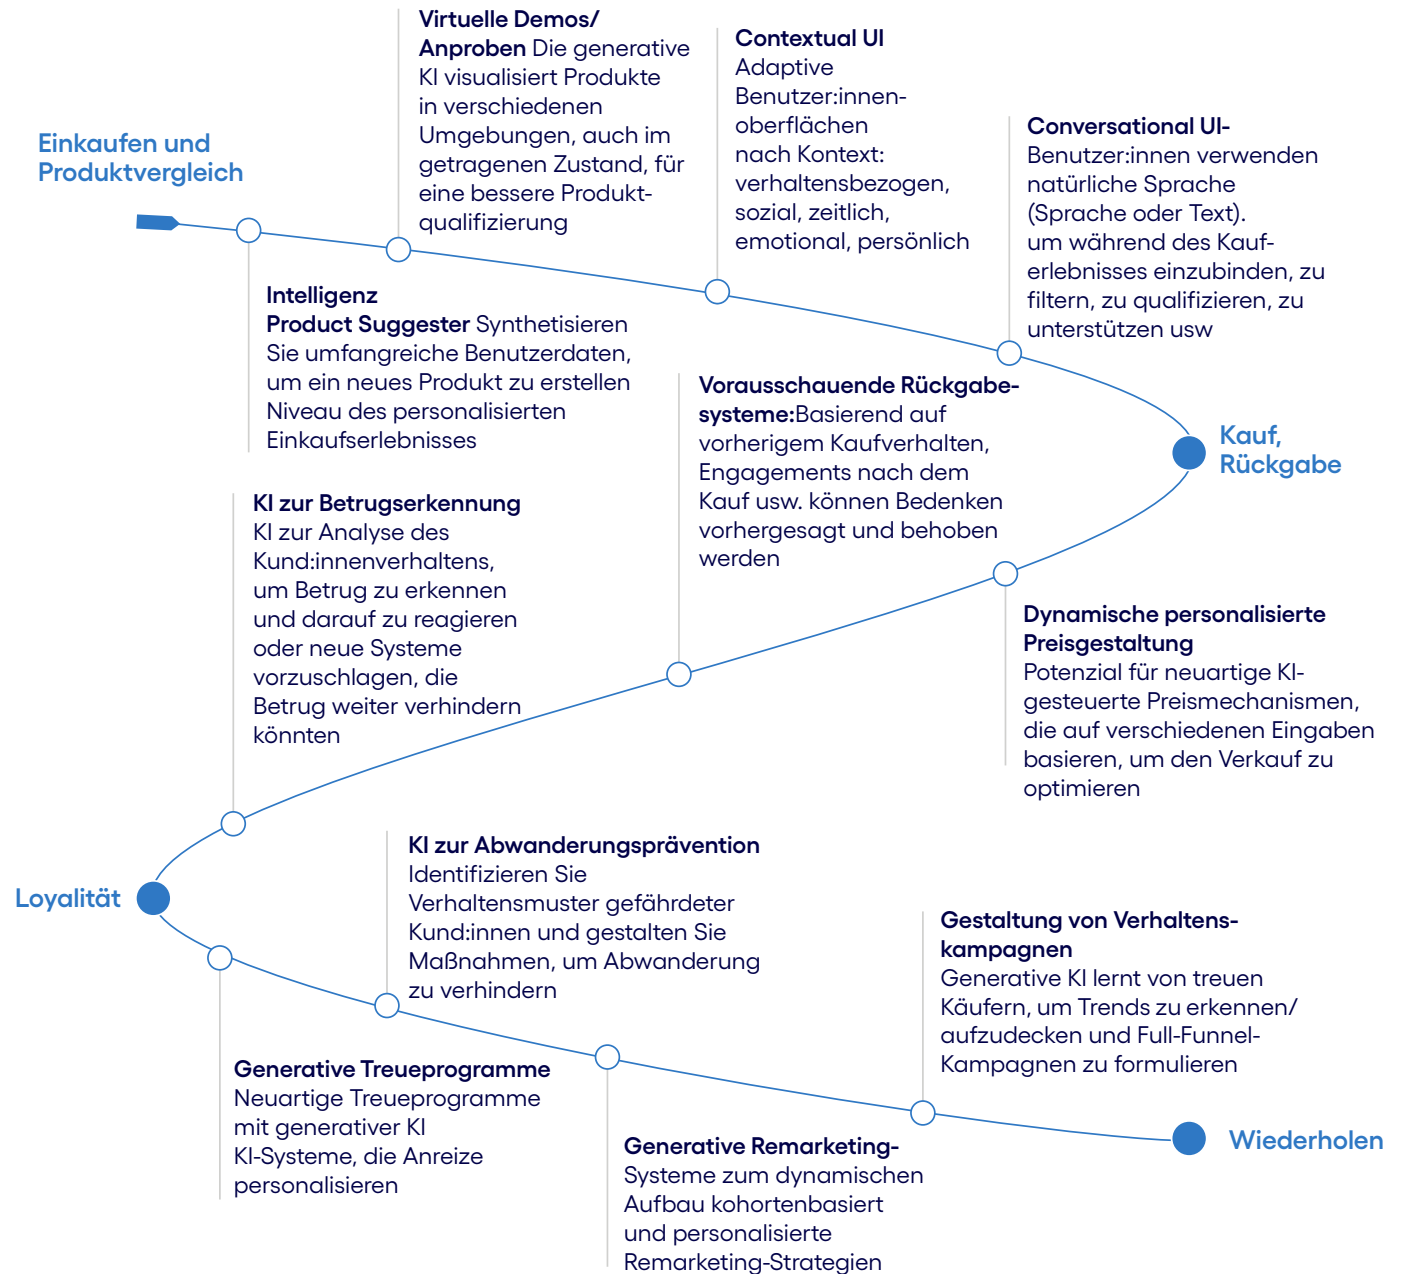 Einkaufen und
Produktvergleich
Virtuelle Demos/
Anproben Die generative
KI visualisiert Produkte
in verschiedenen
Umgebungen, auch im
getragenen Zustand, für
eine bessere Produkt-
qualifizierung
Contextual UI
Adaptive
Benutzer:innen-
oberflächen
nach Kontext:
verhaltensbezogen,
sozial, zeitlich,
emotional, persönlich
Conversational UI-
Benutzer:innen verwenden
natürliche Sprache
(Sprache oder Text).
um während des Kauf-
erlebnisses einzubinden, zu
filtern, zu qualifizieren, zu
unterstützen usw
Intelligenz
Product Suggester Synthetisieren
Sie umfangreiche Benutzerdaten,
um ein neues Produkt zu erstellen
Niveau des personalisierten
Einkaufserlebnisses
Kauf,
Rückgabe
Vorausschauende Rückgabe-
systeme:Basierend auf
vorherigem Kaufverhalten,
Engagements nach dem
Kauf usw. können Bedenken
vorhergesagt und behoben
werden
KI zur Betrugserkennung
KI zur Analyse des
Kund:innenverhaltens,
um Betrug zu erkennen
und darauf zu reagieren
oder neue Systeme
vorzuschlagen, die
Betrug weiter verhindern
könnten
Dynamische personalisierte
Preisgestaltung
Potenzial für neuartige KI-
gesteuerte Preismechanismen,
die auf verschiedenen Eingaben
basieren, um den Verkauf zu
optimieren
Loyalität
KI zur Abwanderungsprävention
Identifizieren Sie
Verhaltensmuster gefährdeter
Kund:innen und gestalten Sie
Maßnahmen, um Abwanderung
zu verhindern
Gestaltung von Verhaltens-
kampagnen
Generative KI lernt von treuen
Käufern, um Trends zu erkennen/
aufzudecken und Full-Funnel-
Kampagnen zu formulieren
Generative Treueprogramme
Neuartige Treueprogramme
mit generativer KI
KI-Systeme, die Anreize
personalisieren
Generative Remarketing-
Systeme zum dynamischen
Aufbau kohortenbasiert
und personalisierte
Remarketing-Strategien
Wiederholen